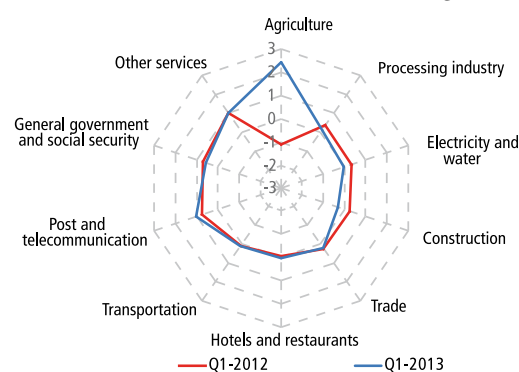 Agriculture
Processing industry
Electricity and
water
Construction
Trade
Hotels and restaurants
Transportation
Post and
telecommunication
General government
and social security
Other services
3
2
1
0
-1
-2
-3
Q1-2012
Q1-2013